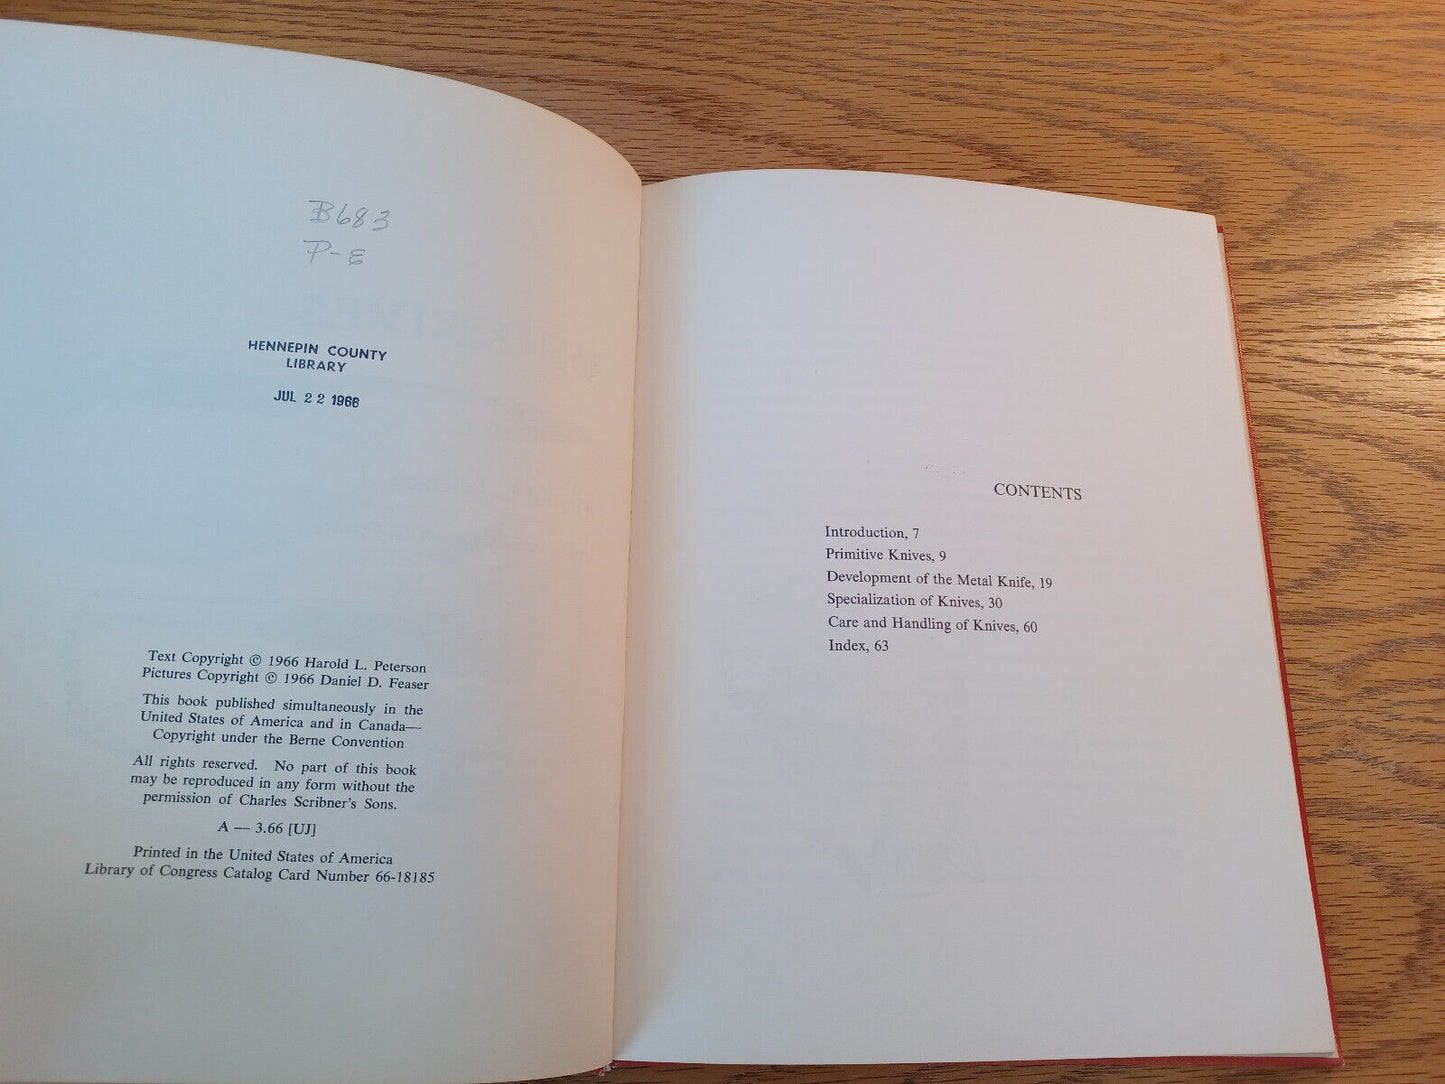 B683
P-E
HENNEPIN COUNTY
LIBRARY
JUL 22 1966
Text Copyright © 1966 Harold L. Peterson
Pictures Copyright © 1966 Daniel D. Feaser
This book published simultaneously in the
United States of America and in Canada—
Copyright under the Berne Convention
All rights reserved. No part of this book
may be reproduced in any form without the
permission of Charles Scribner's Sons.
A — 3.66 [UJ]
Printed in the United States of America
Library of Congress Catalog Card Number 66-18185
CONTENTS
Introduction, 7
Primitive Knives, 9
Development of the Metal Knife, 19
Specialization of Knives, 30
Care and Handling of Knives, 60
Index, 63